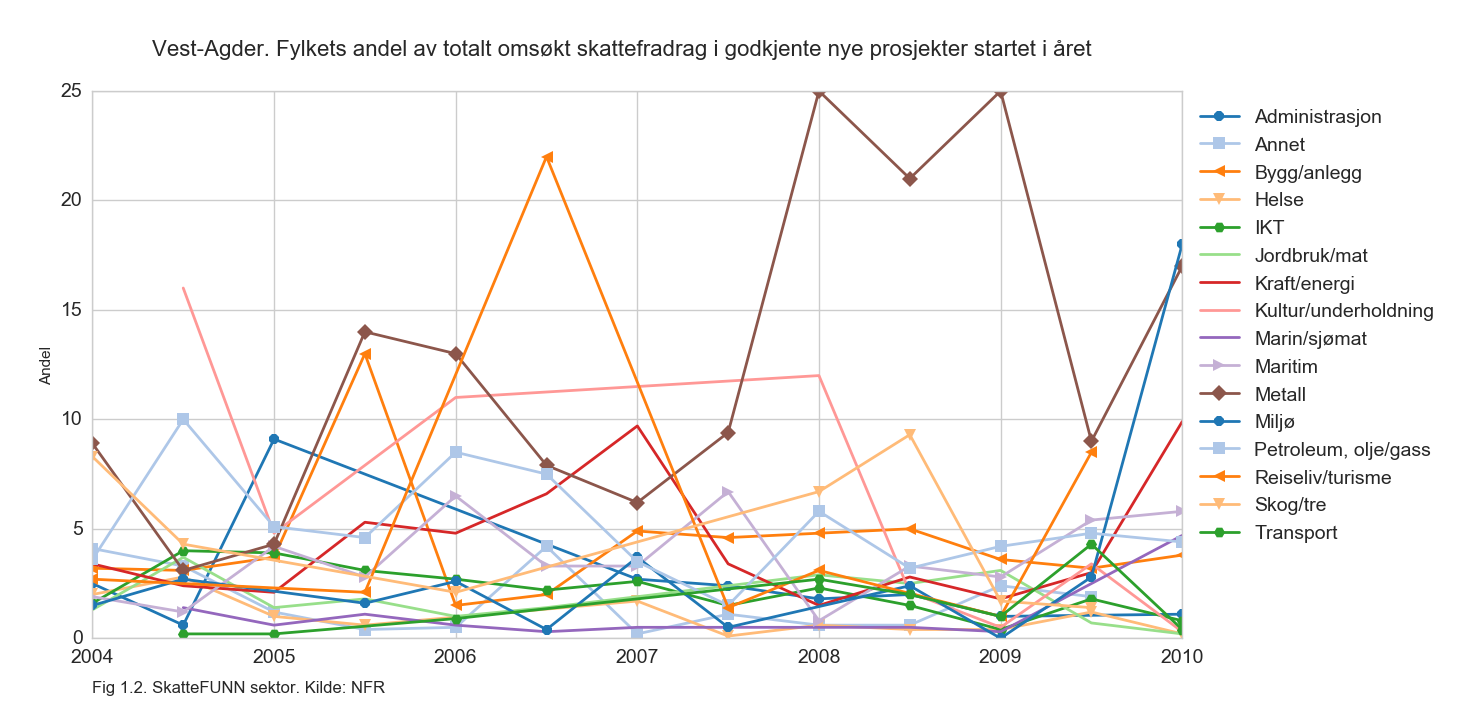 Vest-Agder. Fylkets andel av totalt omsøkt skattefradrag i godkjente nye prosjekter startet i året
25
20
15
10
5
0
Andel
2004 2005 2006 2007 2008 2009 2010
Administrasjon
Annet
Bygg/anlegg
Helse
IKT
Jordbruk/mat
Kraft/energi
Kultur/underholdning
Marin/sjømat
Maritim
Metall
Miljø
Petroleum, olje/gass
Reiseliv/turisme
Skog/tre
Transport
Fig 1.2. SkatteFUNN sektor. Kilde: NFR